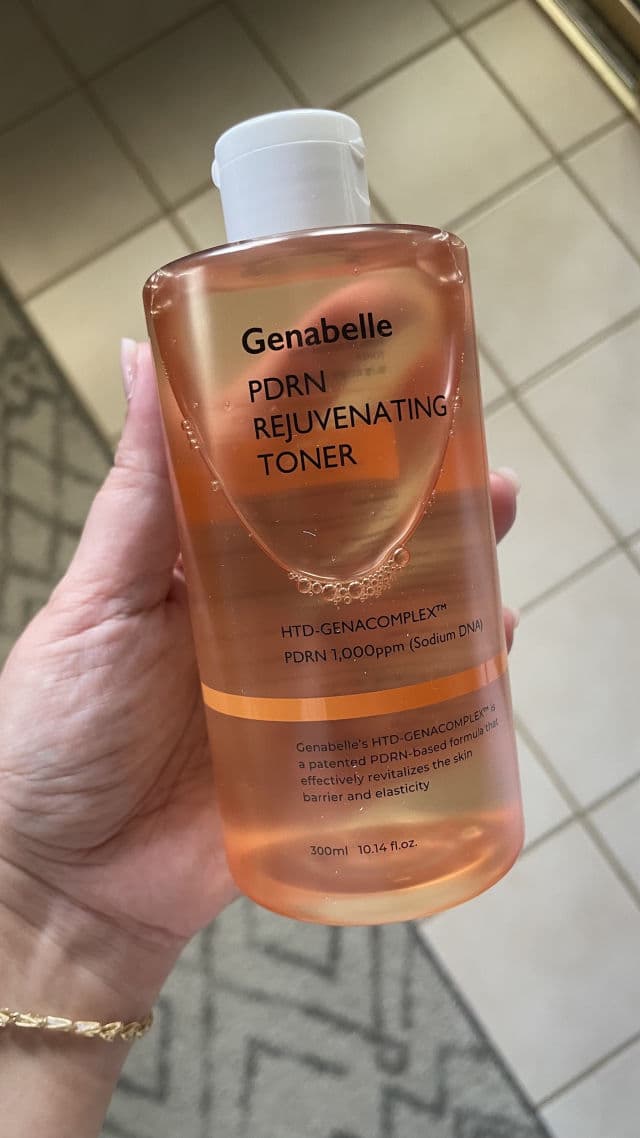 Genabelle
PDRN
REJUVENATING
TONER
HTD-GENACOMPLEX™
PDRN 1,000ppm (Sodium DNA)
Genabelle's HTD-GENACOMPLEX™ is
a patented PDRN-based formula that
effectively revitalizes the skin
barrier and elasticity
300ml 10.14 fl.oz.